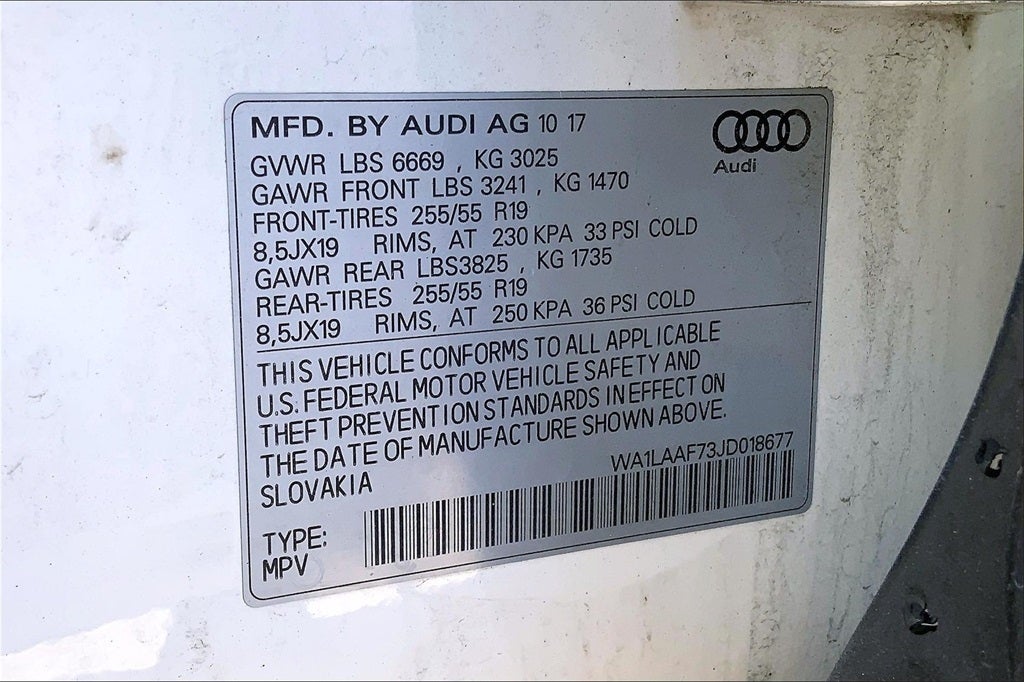 MFD. BY AUDI AG 10 17
Audi
GVWR LBS 6669 , KG 3025
GAWR FRONT LBS 3241 , KG 1470
FRONT-TIRES 255/55 R19
8,5JX19 RIMS, AT 230 KPA 33 PSI COLD
GAWR REAR LBS3825 , KG 1735
REAR-TIRES 255/55 R19
8,5JX19 RIMS, AT 250 KPA 36 PSI COLD
THIS VEHICLE CONFORMS TO ALL APPLICABLE
U.S. FEDERAL MOTOR VEHICLE SAFETY AND
THEFT PREVENTION STANDARDS IN EFFECT ON
THE DATE OF MANUFACTURE SHOWN ABOVE.
SLOVAKIA WA1LAAF73JD018677
TYPE:
MPV